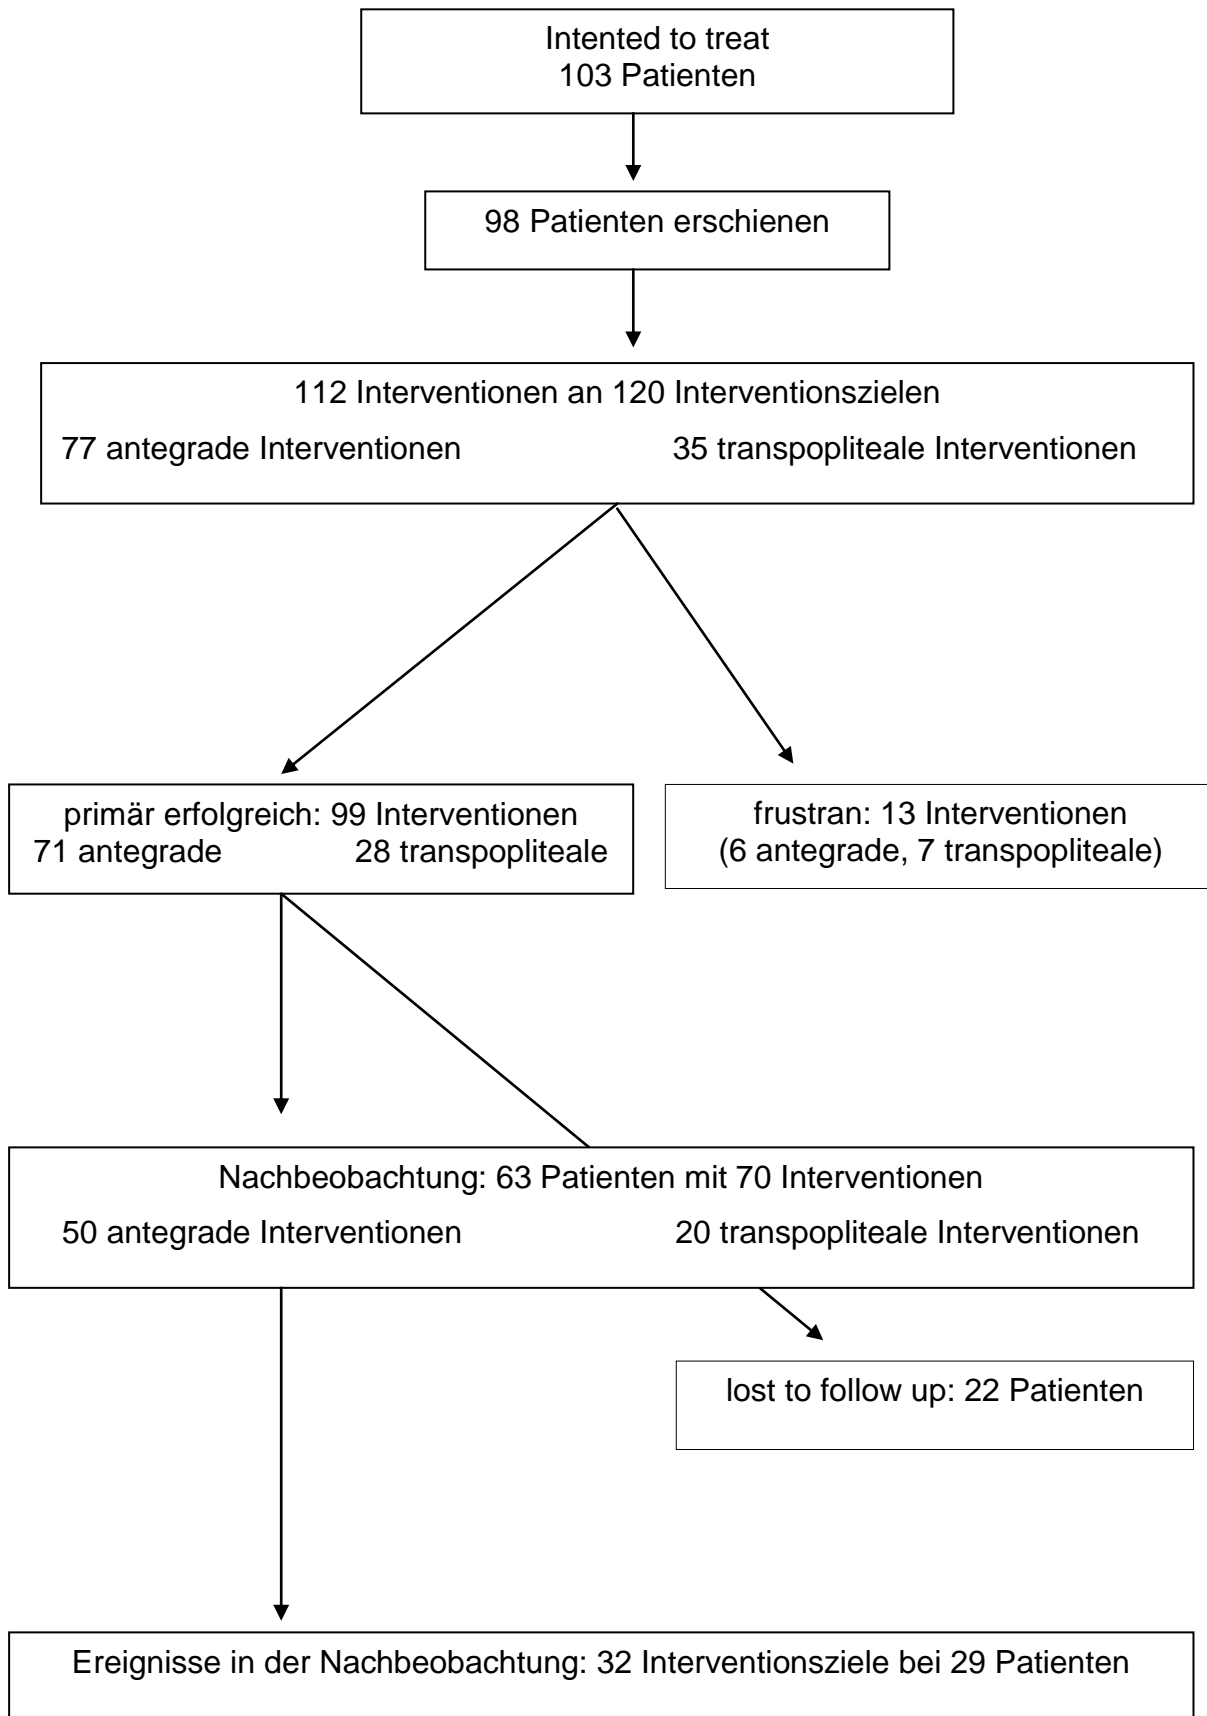 Intented to treat
103 Patienten
98 Patienten erschienen
112 Interventionen an 120 Interventionszielen
77 antegrade Interventionen 35 transpopliteale Interventionen
primär erfolgreich: 99 Interventionen
71 antegrade 28 transpopliteale
frustran: 13 Interventionen
(6 antegrade, 7 transpopliteale)
Nachbeobachtung: 63 Patienten mit 70 Interventionen
50 antegrade Interventionen 20 transpopliteale Interventionen
lost to follow up: 22 Patienten
Ereignisse in der Nachbeobachtung: 32 Interventionsziele bei 29 Patienten